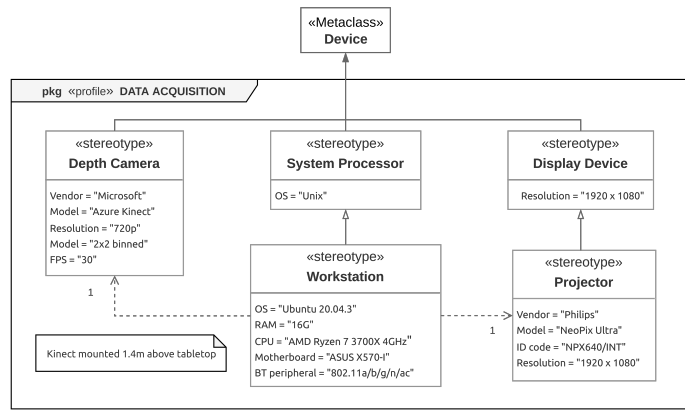 «Metaclass»
Device
pkg «profile» DATA ACQUISITION
«stereotype»
Depth Camera
Vendor = "Microsoft"
Model = "Azure Kinect"
Resolution = "720p"
Model = "2x2 binned"
FPS = "30"
«stereotype»
System Processor
OS = "Unix"
«stereotype»
Display Device
Resolution = "1920 x 1080"
«stereotype»
Workstation
OS = "Ubuntu 20.04.3"
RAM = "16G"
CPU = "AMD Ryzen 7 3700X 4GHz"
Motherboard = "ASUS X570-I"
BT peripheral = "802.11a/b/g/n/ac"
«stereotype»
Projector
Vendor = "Philips"
Model = "NeoPix Ultra"
ID code = "NPX640/INT"
Resolution = "1920 x 1080"
1
1
Kinect mounted 1.4m above tabletop